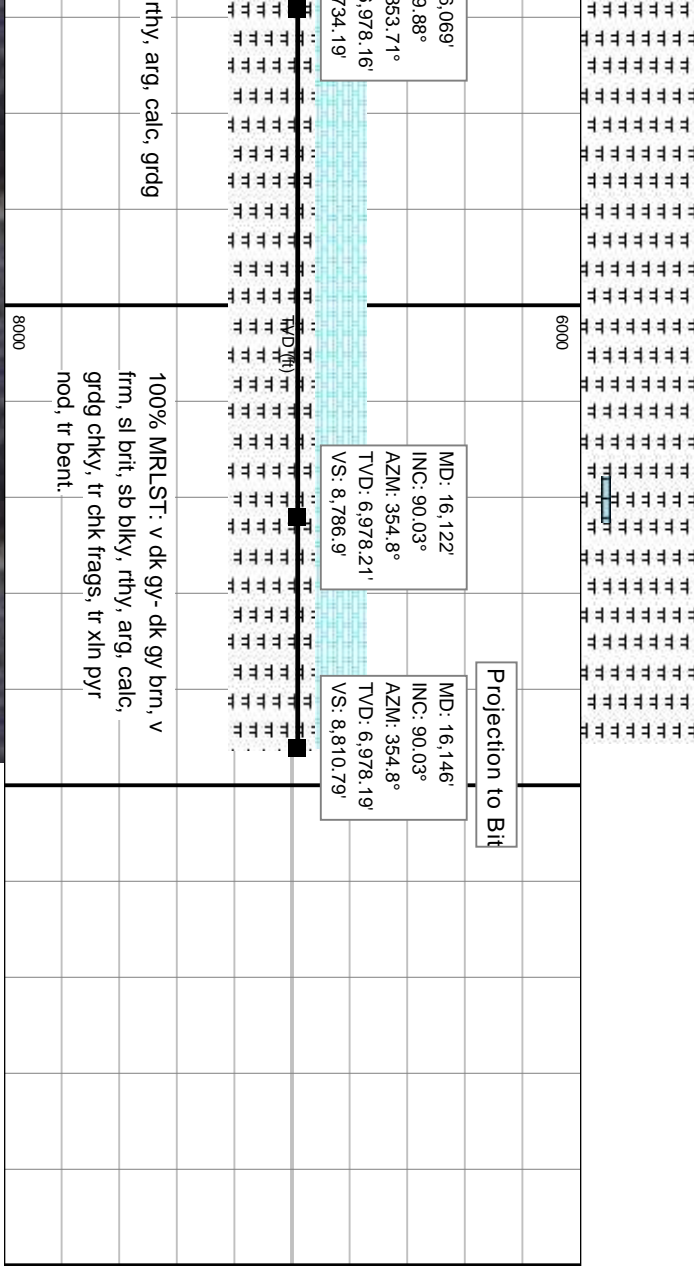 rthy, arg, calc, grdg
6,069'
9.88°
353.71°
6,978.16'
734.19'
8000
TVD (ft)
6000
100% MRLST: v dk gy- dk gy brn, v
frm, sl brit, sb blky, rthy, arg, calc,
grdg chky, tr chk frags, tr xln pyr
nod, tr bent.
MD: 16,122'
INC: 90.03°
AZM: 354.8°
TVD: 6,978.21'
VS: 8,786.9'
Projection to Bit
MD: 16,146'
INC: 90.03°
AZM: 354.8°
TVD: 6,978.19'
VS: 8,810.79'